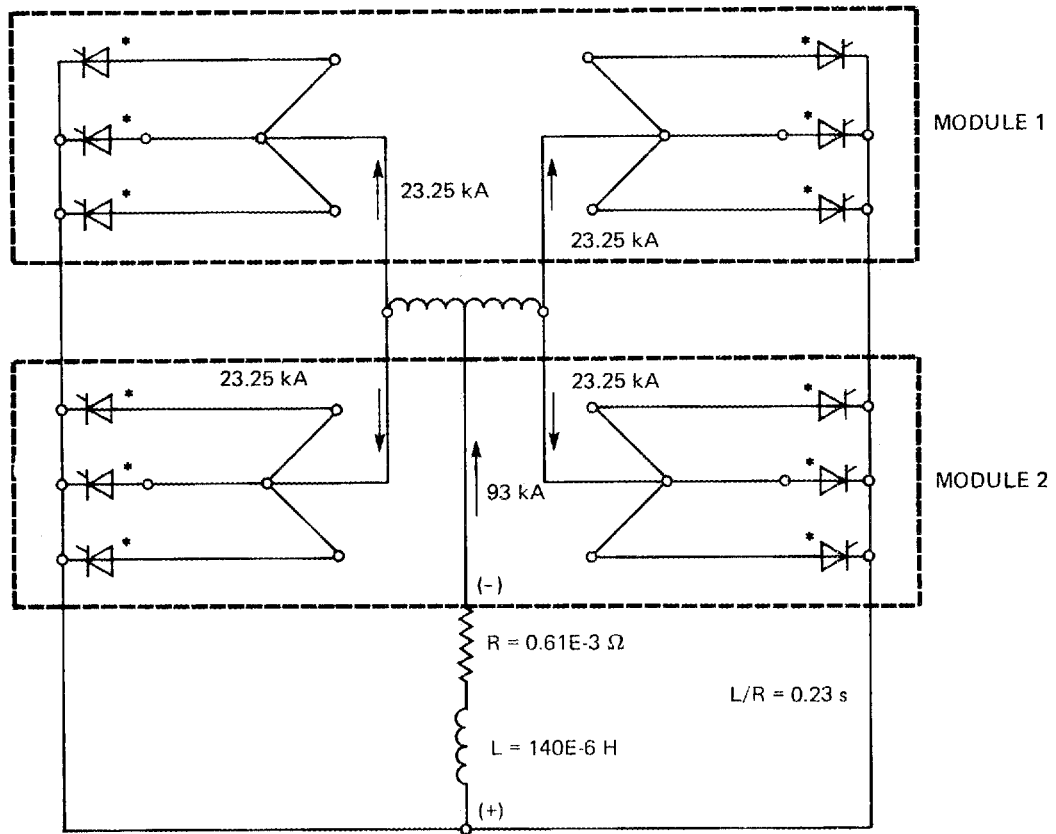 *
*
*
*
*
*
MODULE 1
23.25 kA
23.25 kA
23.25 kA
23.25 kA
*
*
*
*
*
*
93 kA
MODULE 2
(-)
R = 0.61E-3 Ω
L/R = 0.23 s
L = 140E-6 H
(+)